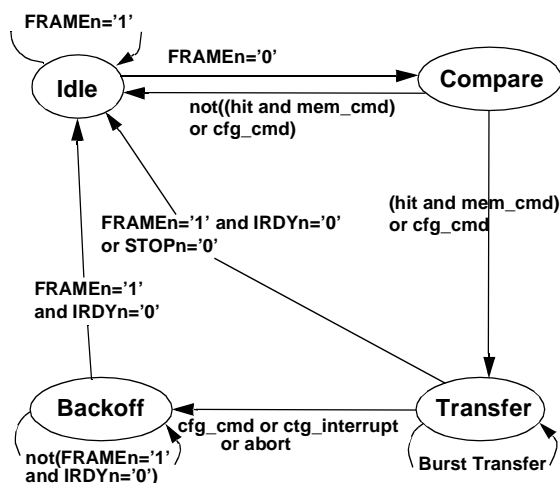 FRAMEn='1'
FRAMEn='0'
Idle
Compare
not((hit and mem_cmd)
or cfg_cmd)
(hit and mem_cmd)
or cfg_cmd
FRAMEn='1' and IRDYn='0'
or STOPn='0'
FRAMEn='1'
and IRDYn='0'
Backoff
cfg_cmd or ctg_interrupt
or abort
Transfer
not(FRAMEn='1'
and IRDYn='0')
Burst Transfer